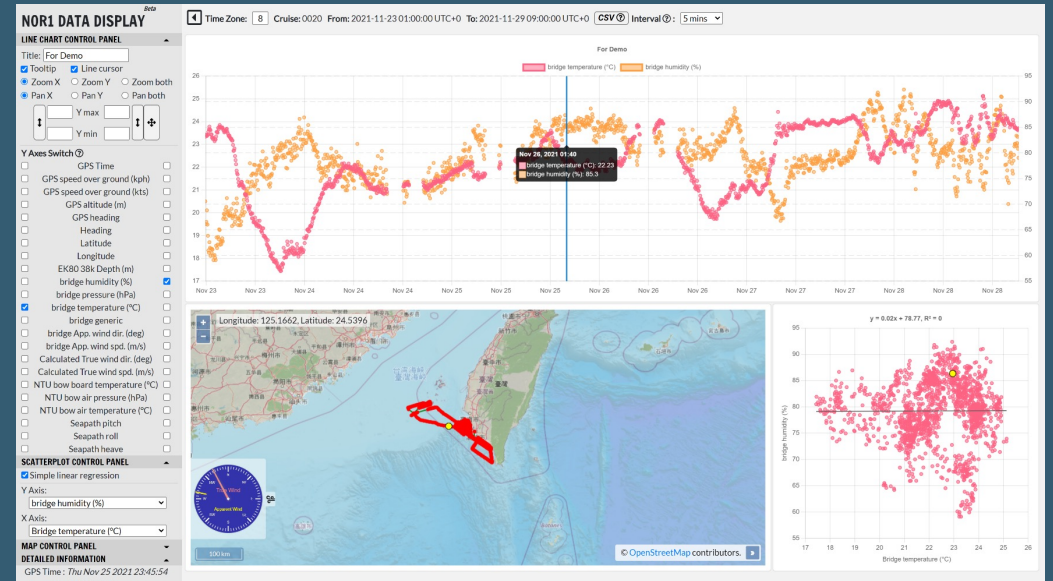 Beta
NOR1 DATA DISPLAY
LINE CHART CONTROL PANEL
Title: For Demo
Tooltip Line cursor
Zoom X Zoom Y Zoom both
Pan X Pan Y Pan both
Y max
Y min
Y Axes Switch
GPS Time
GPS speed over ground (kph)
GPS speed over ground (kts)
GPS altitude (m)
GPS heading
Heading
Latitude
Longitude
EK80 38k Depth (m)
bridge humidity (%)
bridge pressure (hPa)
bridge temperature (°C)
bridge generic
bridge App. wind dir. (deg)
bridge App. wind spd. (m/s)
Calculated True wind dir. (deg)
Calculated True wind spd. (m/s)
NTU bow board temperature (°C)
NTU bow air pressure (hPa)
NTU bow air temperature (°C)
Seapath pitch
Seapath roll
Seapath heave
SCATTERPLOT CONTROL PANEL
Simple linear regression
Y Axis:
bridge humidity (%)
X Axis:
Bridge temperature (°C)
MAP CONTROL PANEL
DETAILED INFORMATION
GPS Time : Thu Nov 25 2021 23:45:54
Time Zone: 8 Cruise: 0020 From: 2021-11-23 01:00:00 UTC+0 To: 2021-11-29 09:00:00 UTC+0 CSV Interval : 5 mins
For Demo
bridge temperature (°C) bridge humidity (%)
26 95
25 90
24 85
23 80
22 75
21 70
20 65
19 60
18 55
17
Nov 26, 2021 01:40
bridge temperature (°C): 22.23
bridge humidity (%): 85.3
Nov 23 Nov 23 Nov 24 Nov 24 Nov 24 Nov 25 Nov 25 Nov 25 Nov 26 Nov 26 Nov 26 Nov 27 Nov 27 Nov 27 Nov 28 Nov 28 Nov 28
+
−
Longitude: 125.1662, Latitude: 24.5396
臺灣海峽
臺中市
臺灣
True Wind
Apparent Wind
100 km
© OpenStreetMap contributors. »
y = 0.02x + 78.77, R² = 0
95
90
85
80
75
70
65
60
55
bridge humidity (%)
17 18 19 20 21 22 23 24 25 26
Bridge temperature (°C)